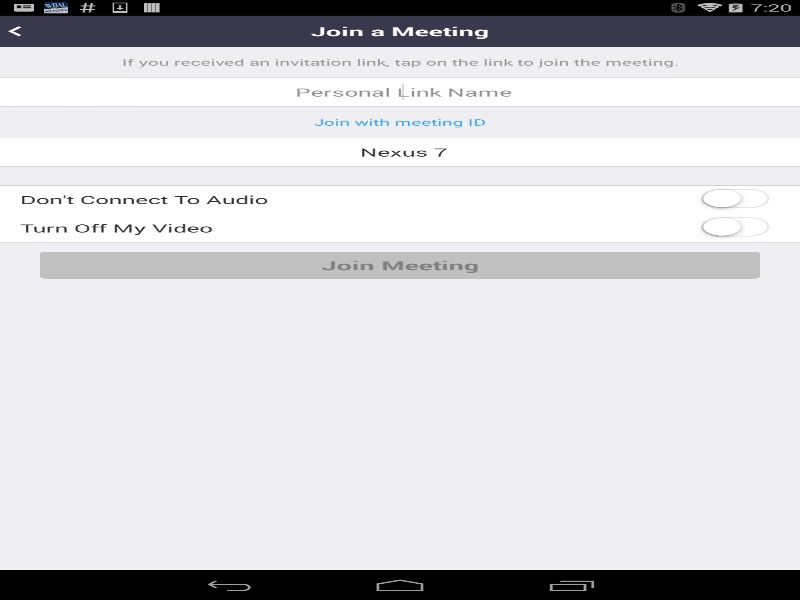 # 7:20
Join a Meeting
If you received an invitation link, tap on the link to join the meeting.
Personal Link Name
Join with meeting ID
Nexus 7
Don't Connect To Audio
Turn Off My Video
Join Meeting